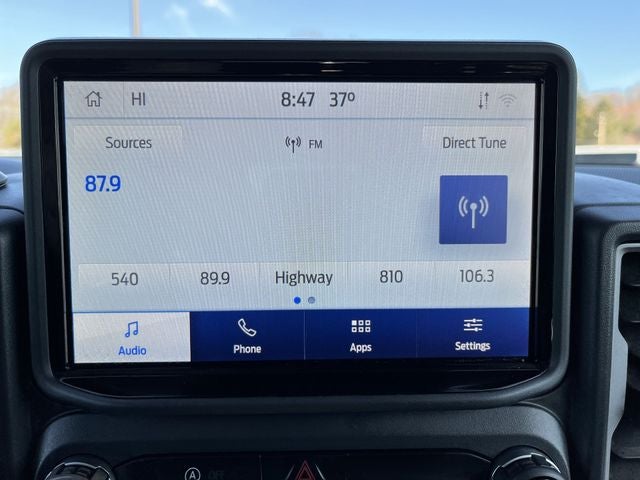 HI 8:47 37°
Sources FM Direct Tune
87.9
540 89.9 Highway 810 106.3
Audio Phone Apps Settings
A OFF